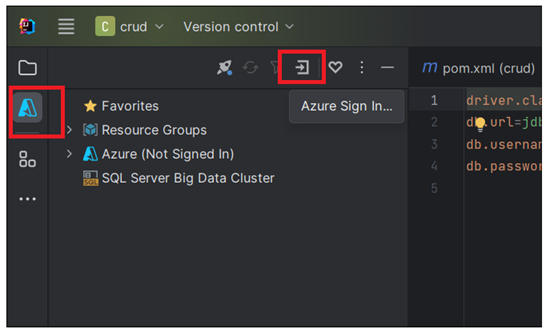 C crud Version control
m pom.xml (crud)
Azure Sign In...
Favorites
Resource Groups
Azure (Not Signed In)
SQL SQL Server Big Data Cluster
1 driver.cla
2 db.url=jdb
3 db.usernam
4 db.passwor
5